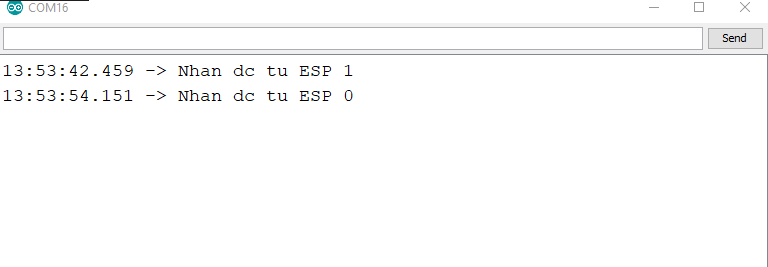 COM16
Send
13:53:42.459 -> Nhan dc tu ESP 1
13:53:54.151 -> Nhan dc tu ESP 0